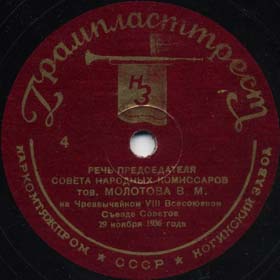 Грампласттрест
НЗ
4
РЕЧЬ ПРЕДСЕДАТЕЛЯ
СОВЕТА НАРОДНЫХ КОМИССАРОВ
тов. МОЛОТОВА В. М.
на Чрезвычайном VIII Всесоюзном
Съезде Советов
29 ноября 1936 года
НАРКОМТЯЖПРОМ ★ СССР ★ НОГИНСКИЙ ЗАВОД